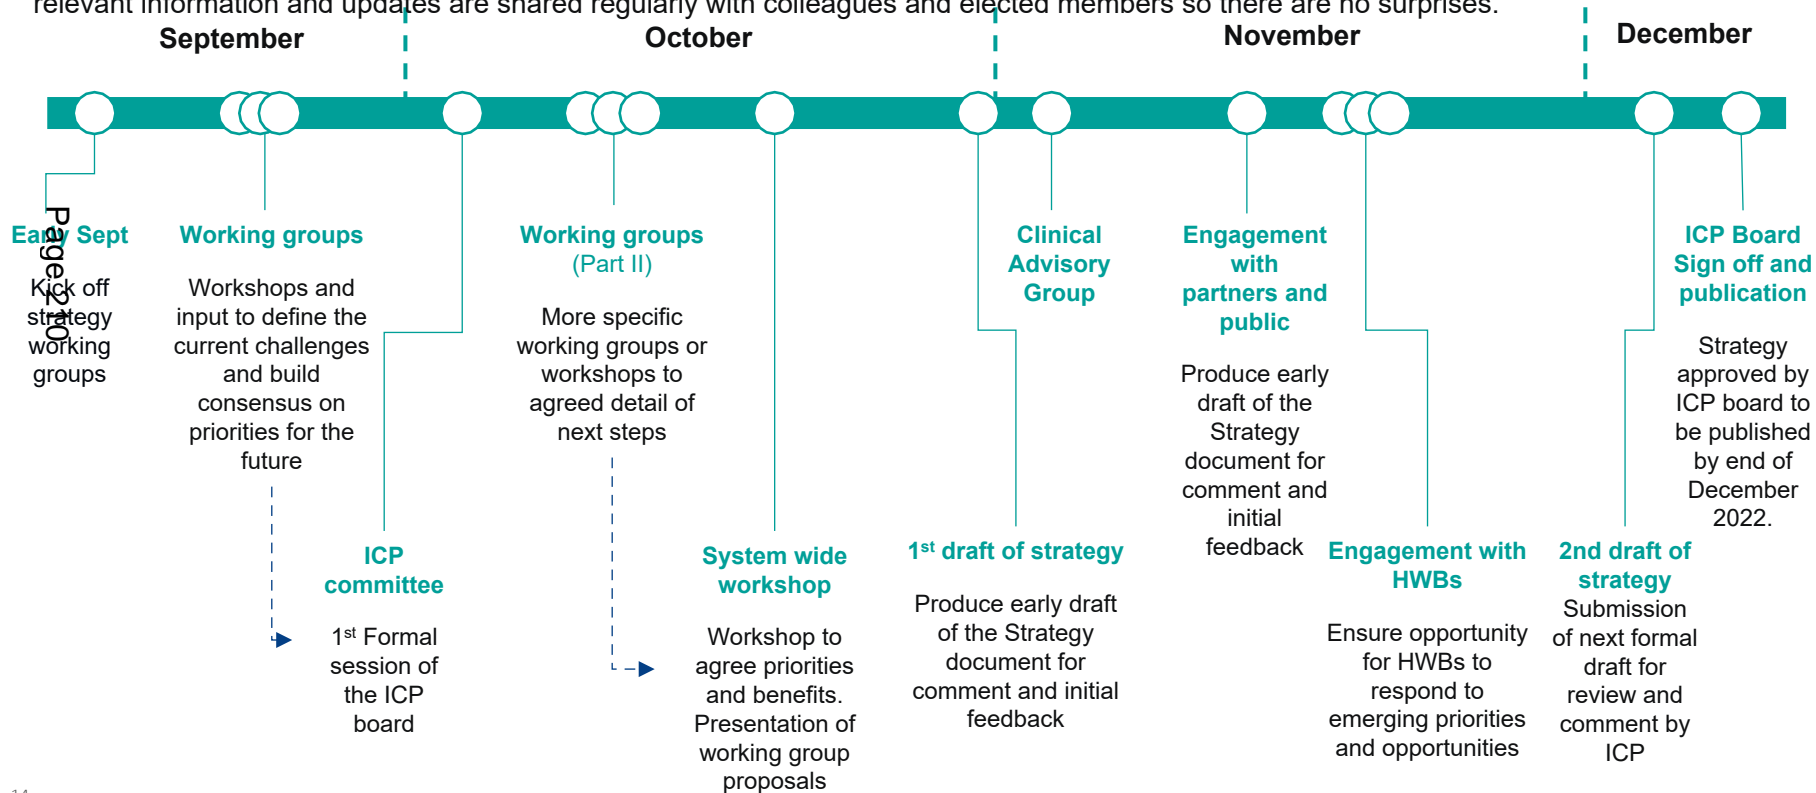 relevant information and updates are shared regularly with colleagues and elected members so there are no surprises.
September
October
November
December
Page 210
Early Sept
Kick off
strategy
working
groups
Working groups
Workshops and
input to define the
current challenges
and build
consensus on
priorities for the
future
ICP
committee
1st Formal
session of
the ICP
board
Working groups
(Part II)
More specific
working groups or
workshops to
agreed detail of
next steps
System wide
workshop
Workshop to
agree priorities
and benefits.
Presentation of
working group
proposals
1st draft of strategy
Produce early draft
of the Strategy
document for
comment and initial
feedback
Clinical
Advisory
Group
Engagement
with
partners and
public
Produce early
draft of the
Strategy
document for
comment and
initial
feedback
Engagement with
HWBs
Ensure opportunity
for HWBs to
respond to
emerging priorities
and opportunities
2nd draft of
strategy
Submission
of next formal
draft for
review and
comment by
ICP
ICP Board
Sign off and
publication
Strategy
approved by
ICP board to
be published
by end of
December
2022.
14